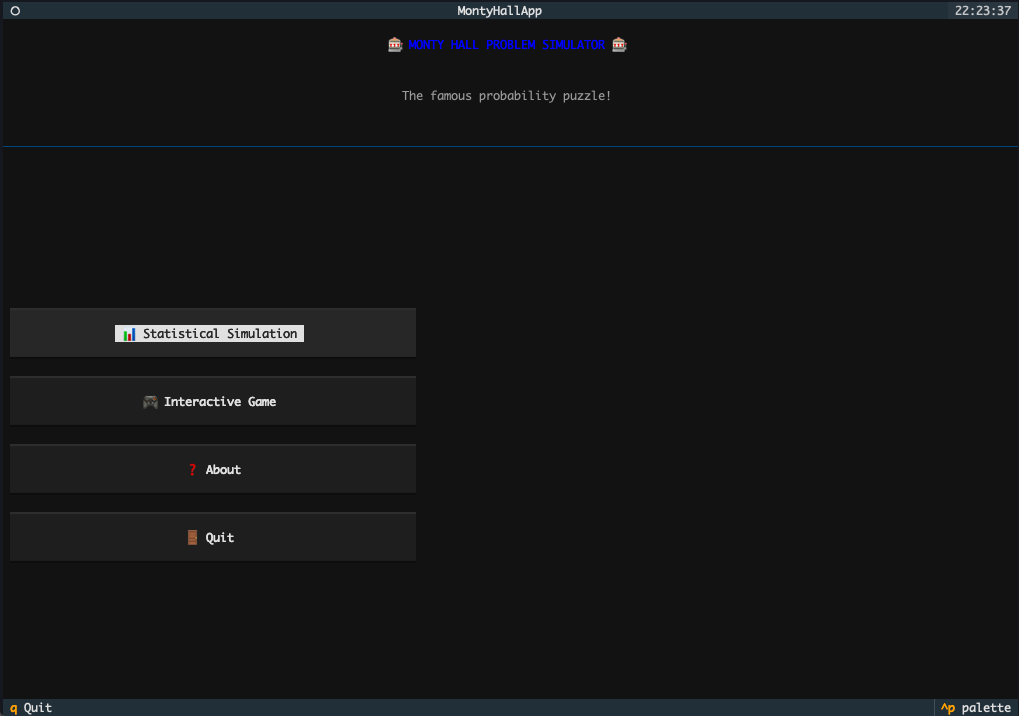 MontyHallApp 22:23:37
🎰 MONTY HALL PROBLEM SIMULATOR 🎰
The famous probability puzzle!
📊 Statistical Simulation
🎮 Interactive Game
❓ About
🚪 Quit
q Quit ^p palette